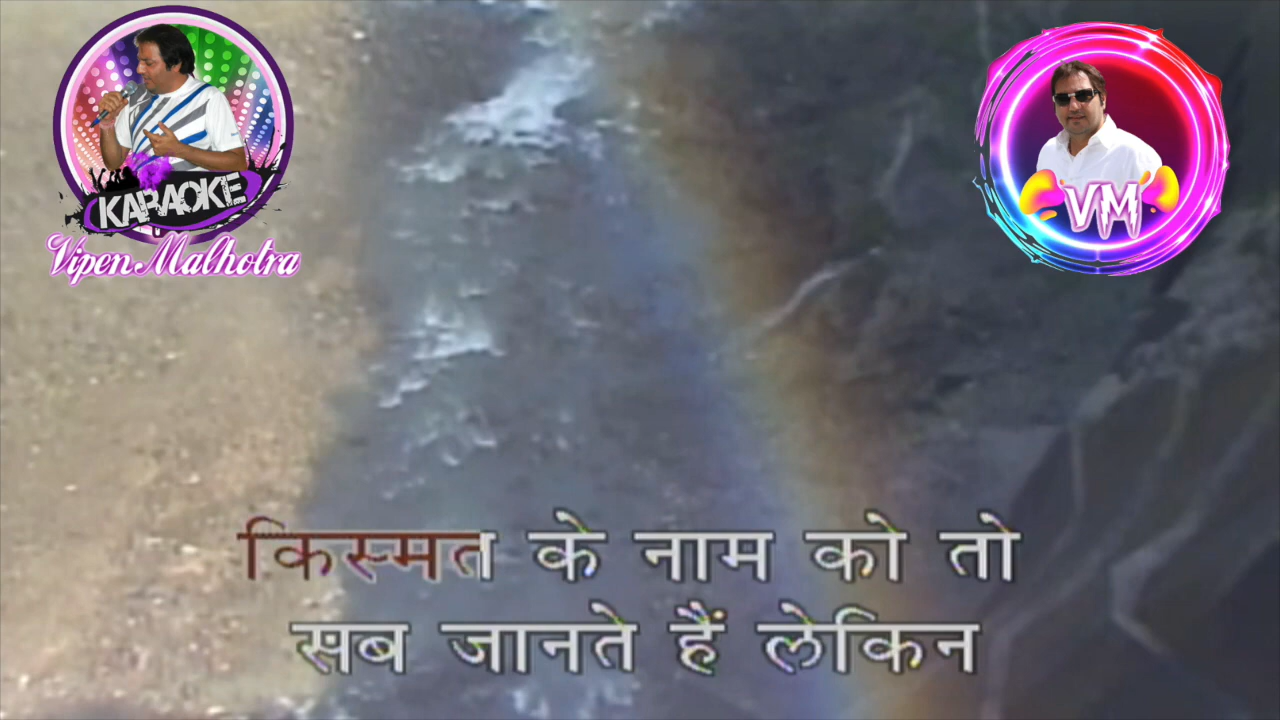 KARAOKE
Vipen Malhotra
VM
किस्मत के नाम को तो
सब जानते हैं लेकिन